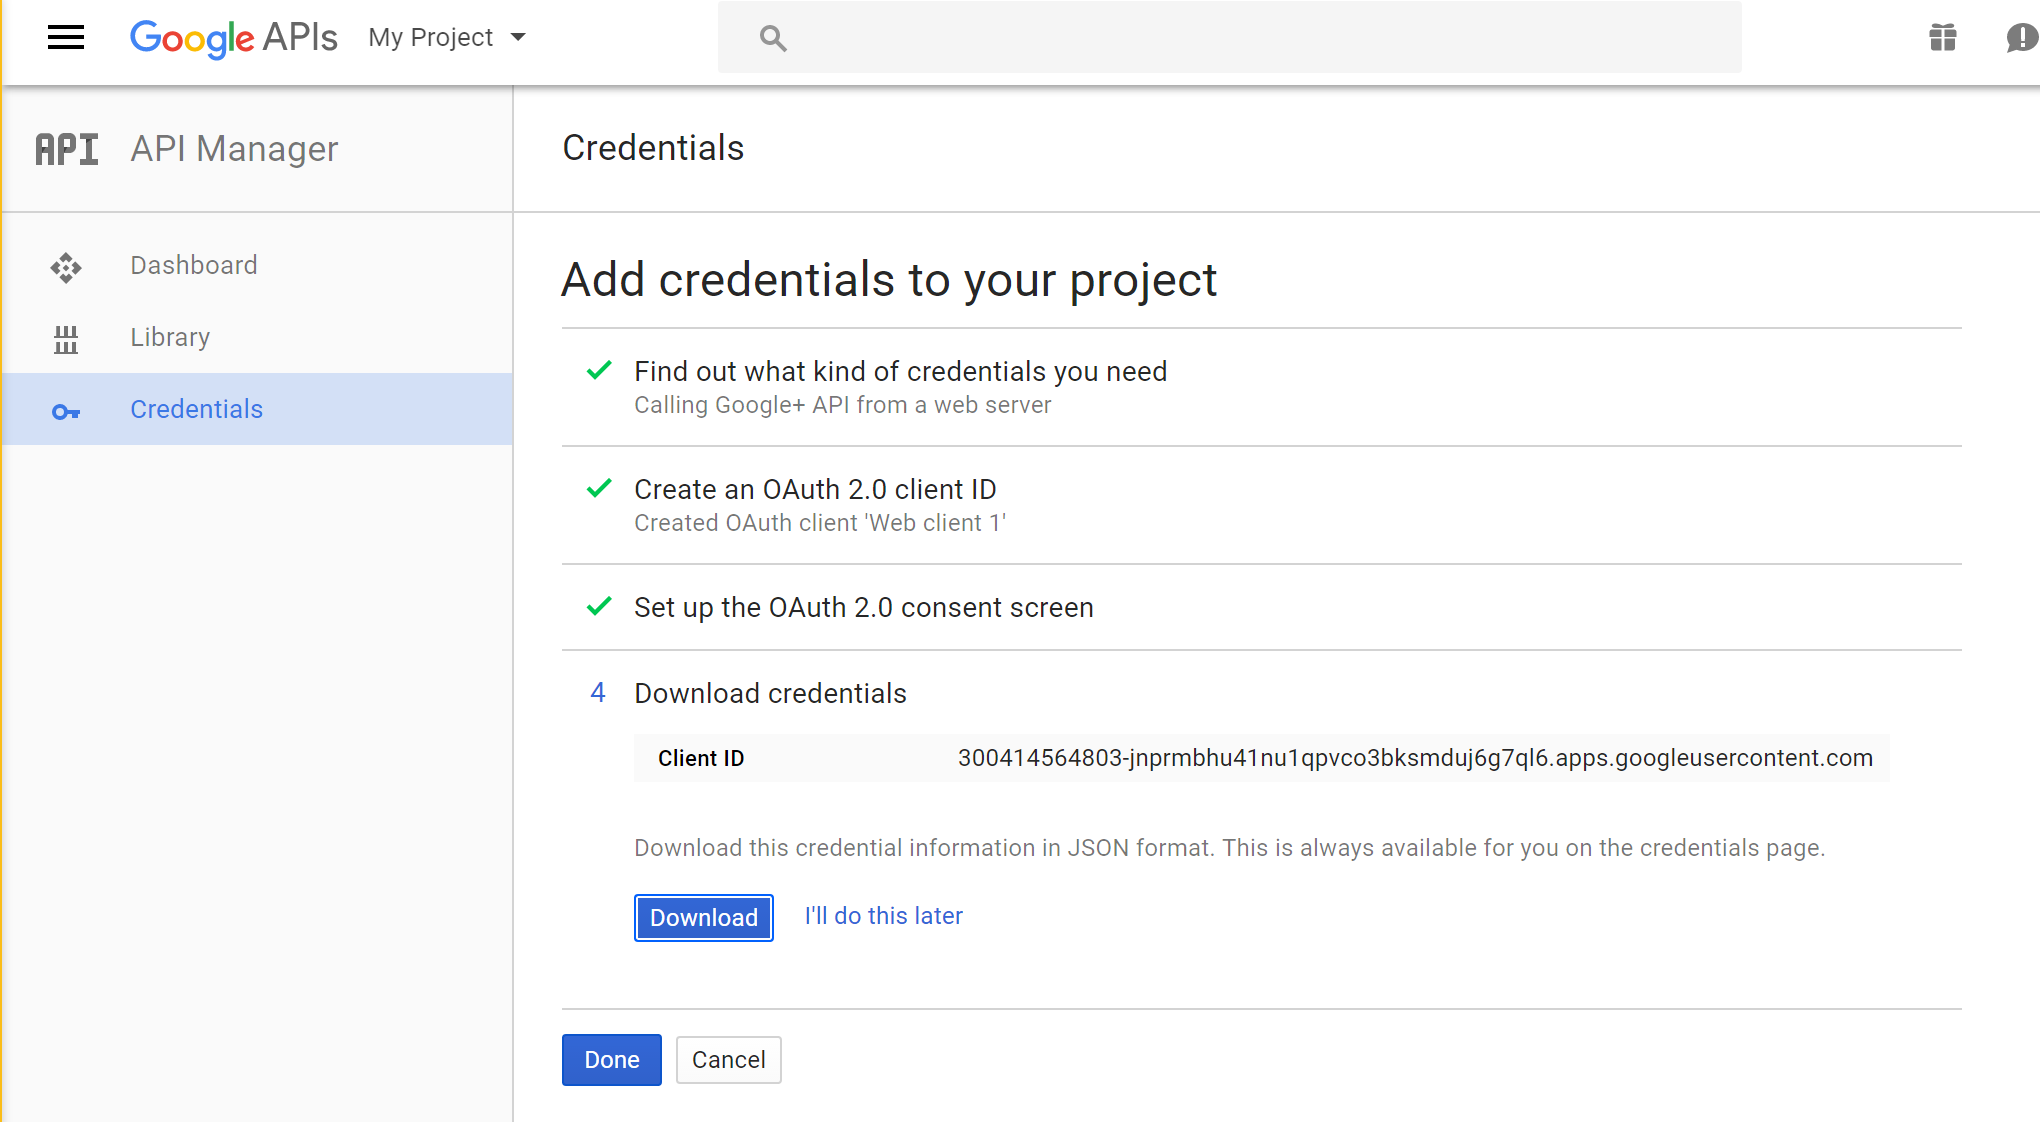 Google APIs My Project
API API Manager
Credentials
Dashboard
Library
Credentials
Add credentials to your project
Find out what kind of credentials you need
Calling Google+ API from a web server
Create an OAuth 2.0 client ID
Created OAuth client 'Web client 1'
Set up the OAuth 2.0 consent screen
4 Download credentials
Client ID 300414564803-jnprmbhu41nu1qpvco3bksmduj6g7ql6.apps.googleusercontent.com
Download this credential information in JSON format. This is always available for you on the credentials page.
Download I'll do this later
Done Cancel